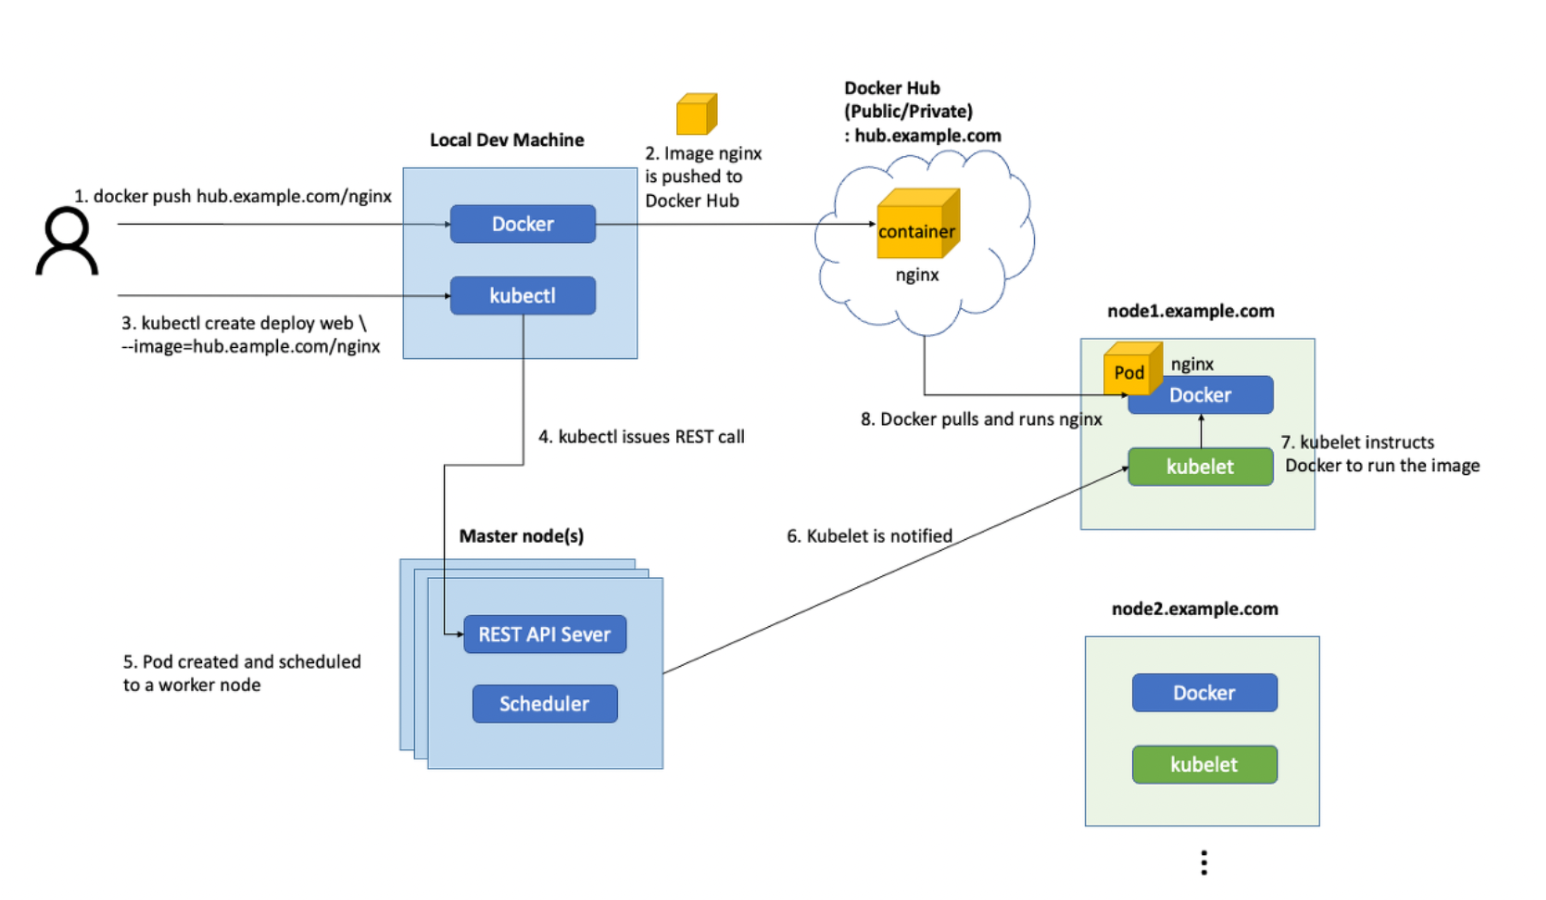 Docker Hub
(Public/Private)
: hub.example.com
Local Dev Machine
2. Image nginx
is pushed to
Docker Hub
1. docker push hub.example.com/nginx
Docker
container
nginx
kubectl
3. kubectl create deploy web \
--image=hub.eample.com/nginx
node1.example.com
Pod
nginx
Docker
8. Docker pulls and runs nginx
4. kubectl issues REST call
7. kubelet instructs
Docker to run the image
kubelet
Master node(s)
6. Kubelet is notified
REST API Sever
5. Pod created and scheduled
to a worker node
Scheduler
node2.example.com
Docker
kubelet